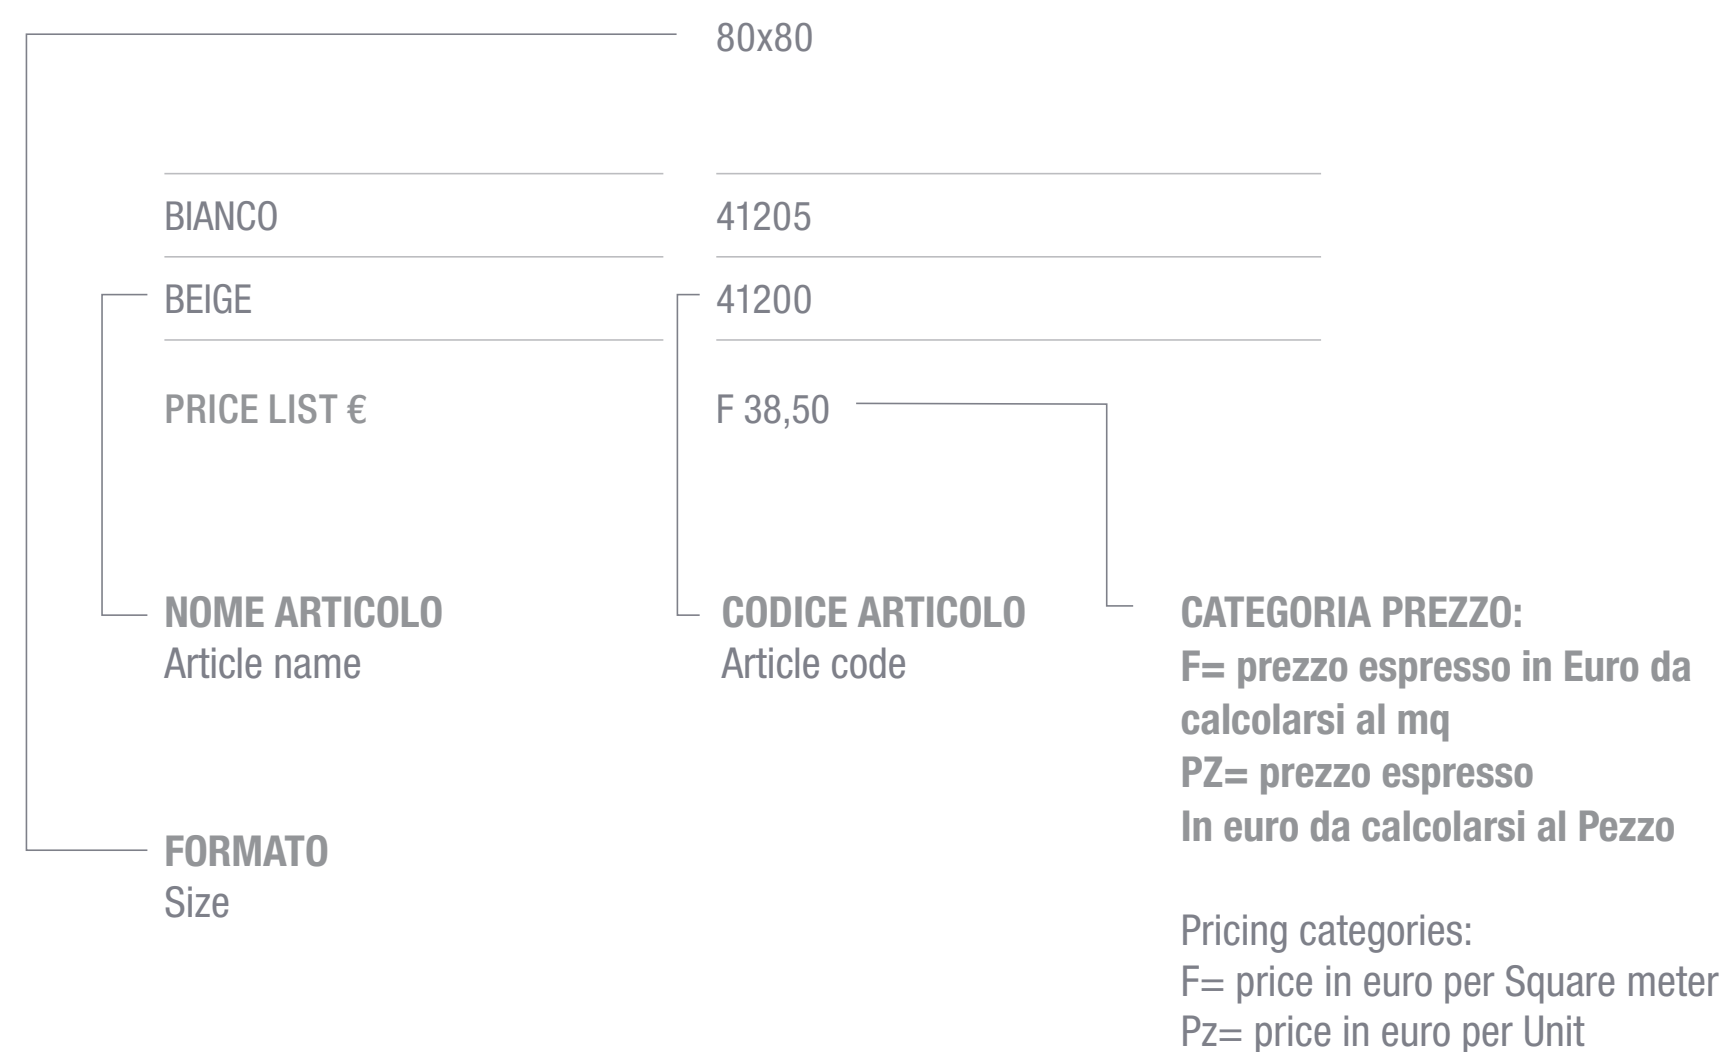 80x80
BIANCO 41205
BEIGE 41200
PRICE LIST € F 38,50
NOME ARTICOLO
Article name
CODICE ARTICOLO
Article code
CATEGORIA PREZZO:
F= prezzo espresso in Euro da
calcolarsi al mq
PZ= prezzo espresso
In euro da calcolarsi al Pezzo
FORMATO
Size
Pricing categories:
F= price in euro per Square meter
Pz= price in euro per Unit